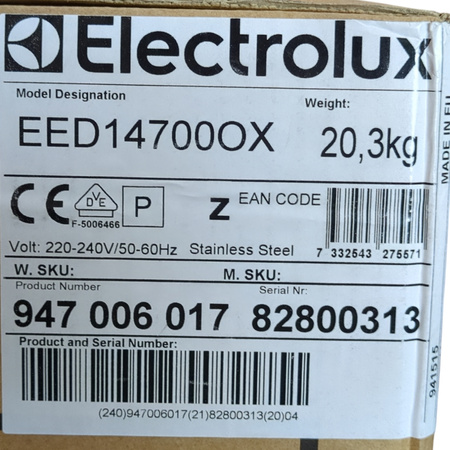 Electrolux
Model Designation
Weight:
EED14700OX
20,3kg
MADE IN EU
CE
DVE
P
Z
EAN CODE
F-5006466
Volt: 220-240V/50-60Hz Stainless Steel
7 332543 275571
W. SKU: M. SKU:
Product Number
Serial Nr:
947 006 017 82800313
Product and Serial Number:
(240)947006017(21)82800313(20)04
941515